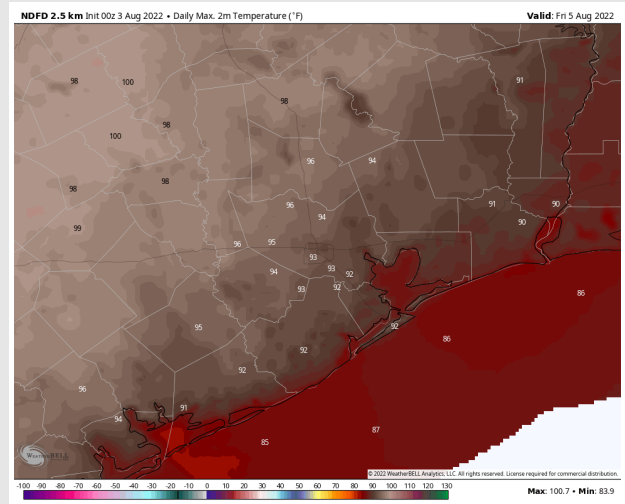 NDFD 2.5 km Init 00z 3 Aug 2022 • Daily Max. 2m Temperature (°F) Valid: Fri 5 Aug 2022
98 100 91
98
98 100
96 94
98 98
96 91 90
99 94 90
96 95
93
94 93 92
93 92 86
95 92
86
92
92
96
91
94
87
85
WeatherBELL
© 2022 WeatherBELL Analytics, LLC. All rights reserved. License required for commercial distribution.
-100 -90 -80 -70 -60 -50 -40 -30 -20 -10 0 10 20 30 40 50 60 70 80 90 100 110 120 130 Max: 100.7 • Min: 83.9